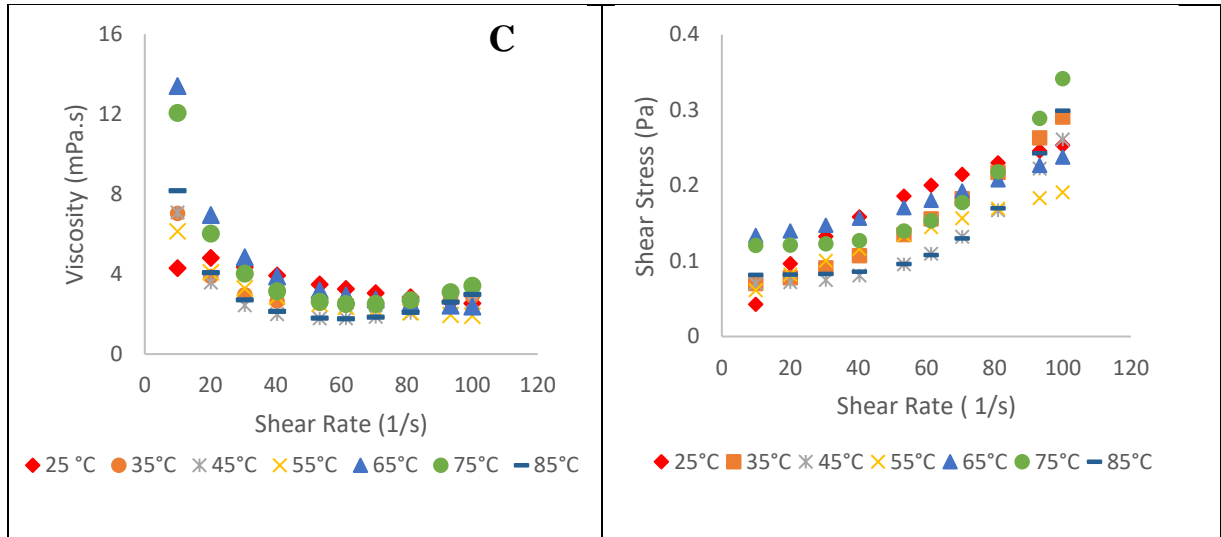 C
Viscosity (mPa.s)
16
12
8
4
0
0 20 40 60 80 100 120
Shear Rate (1/s)
25 °C 35°C 45°C 55°C 65°C 75°C 85°C
Shear Stress (Pa)
0.4
0.3
0.2
0.1
0
0 20 40 60 80 100 120
Shear Rate ( 1/s)
25°C 35°C 45°C 55°C 65°C 75°C 85°C